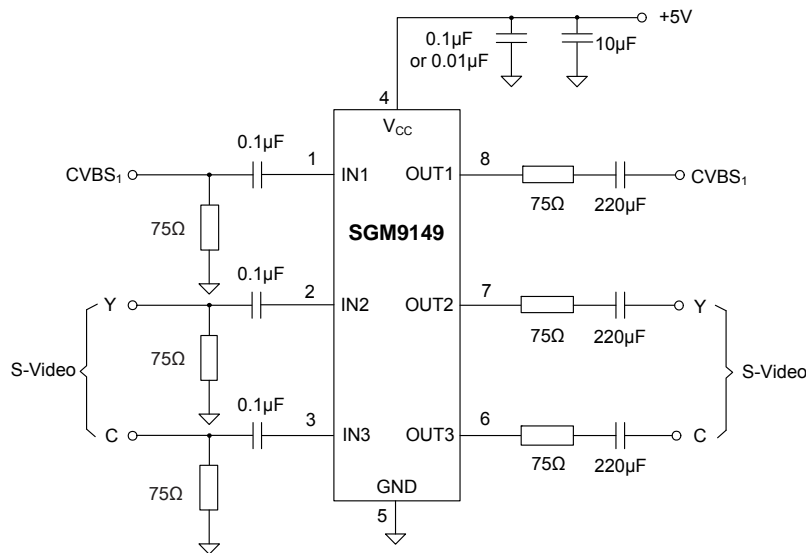 +5V
0.1µF
or 0.01µF
10µF
4
V_CC
0.1µF
1
IN1
OUT1
8
CVBS₁
CVBS₁
75Ω
220µF
75Ω
SGM9149
0.1µF
2
IN2
OUT2
7
Y
Y
75Ω
220µF
75Ω
S-Video
S-Video
0.1µF
3
IN3
OUT3
6
C
C
75Ω
220µF
75Ω
GND
5